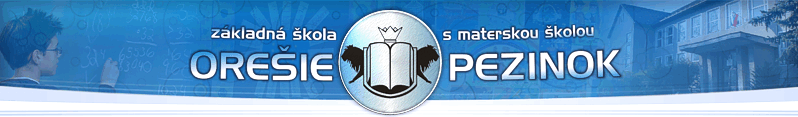 základná škola s materskou školou
OREŠIE PEZINOK